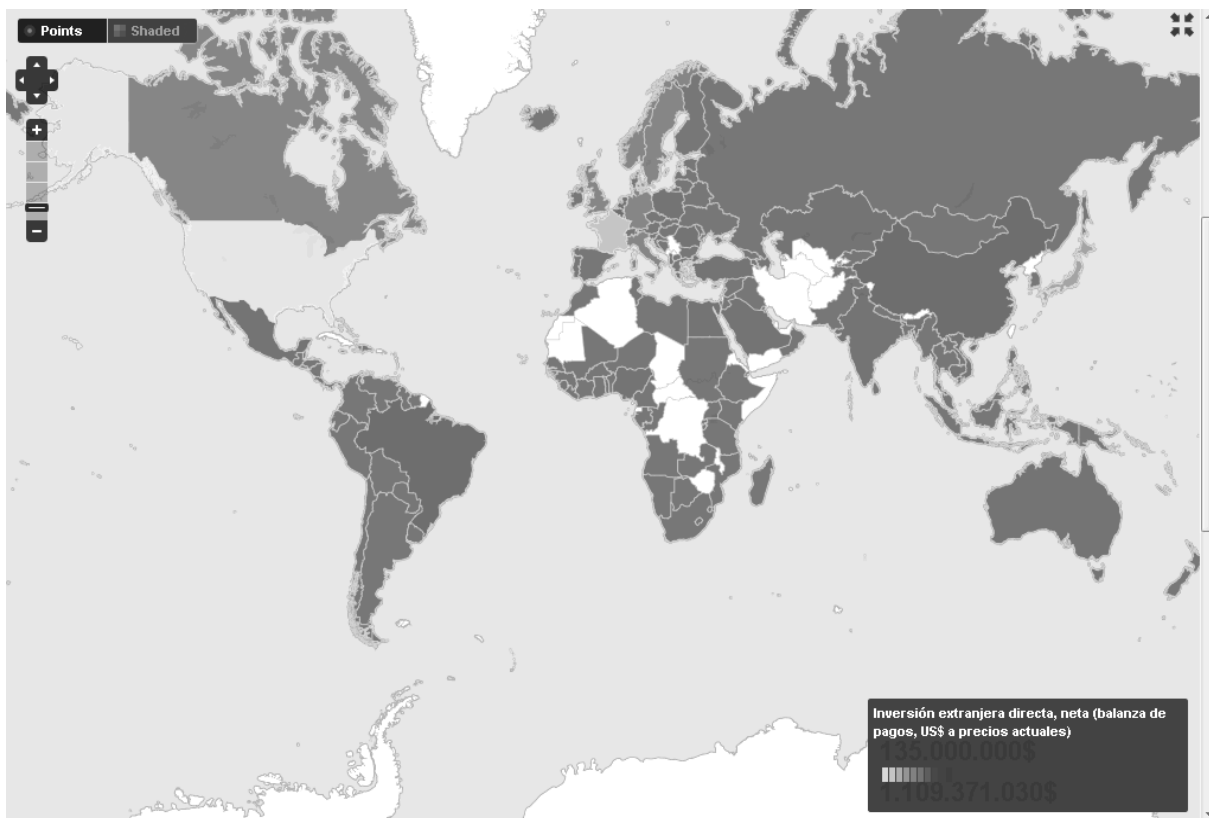 Points
Shaded
Inversión extranjera directa, neta (balanza de
pagos, US$ a precios actuales)
135.000.000$
1.109.371.030$